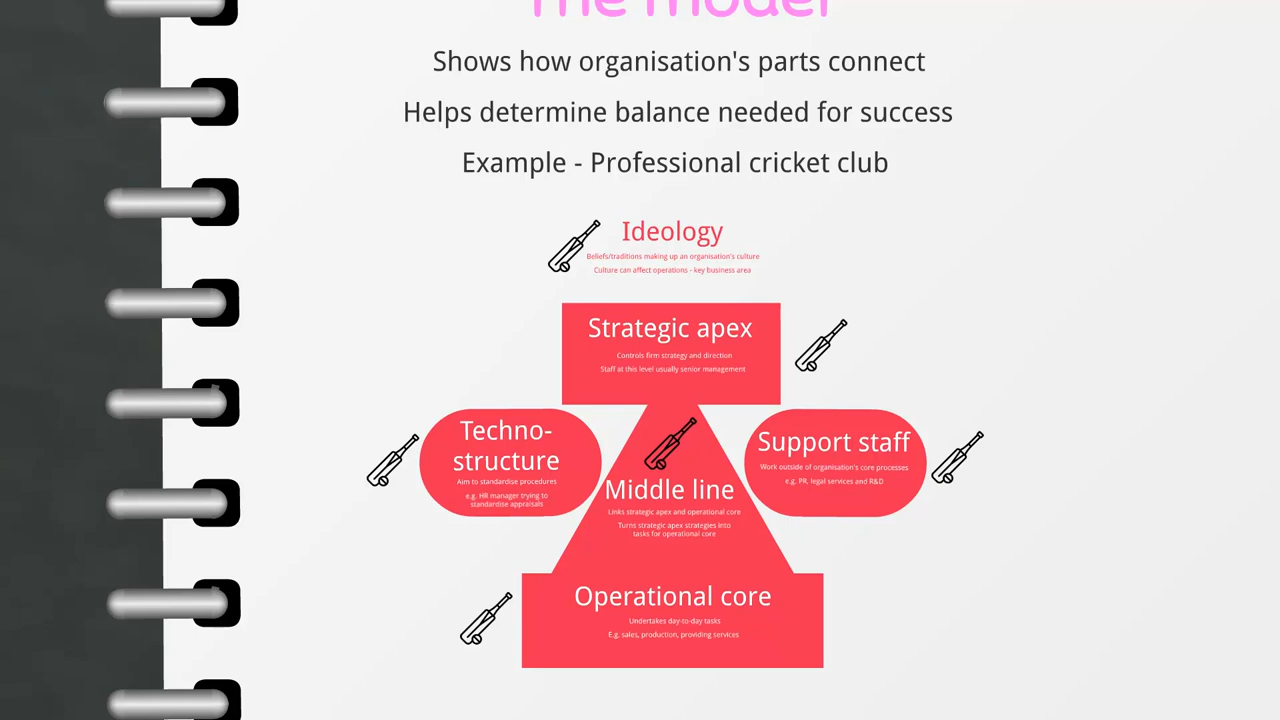 The model
Shows how organisation's parts connect
Helps determine balance needed for success
Example - Professional cricket club
Ideology
Beliefs/traditions making up an organisation's culture
Culture can affect operations - key business area
Strategic apex
Controls firm strategy and direction
Staff at this level usually senior management
Techno-
structure
Aim to standardise procedures
e.g. HR manager trying to
standardise appraisals
Middle line
Links strategic apex and operational core
Turns strategic apex strategies into
tasks for operational core
Support staff
Work outside of organisation's core processes
e.g. PR, legal services and R&D
Operational core
Undertakes day-to-day tasks
E.g. sales, production, providing services